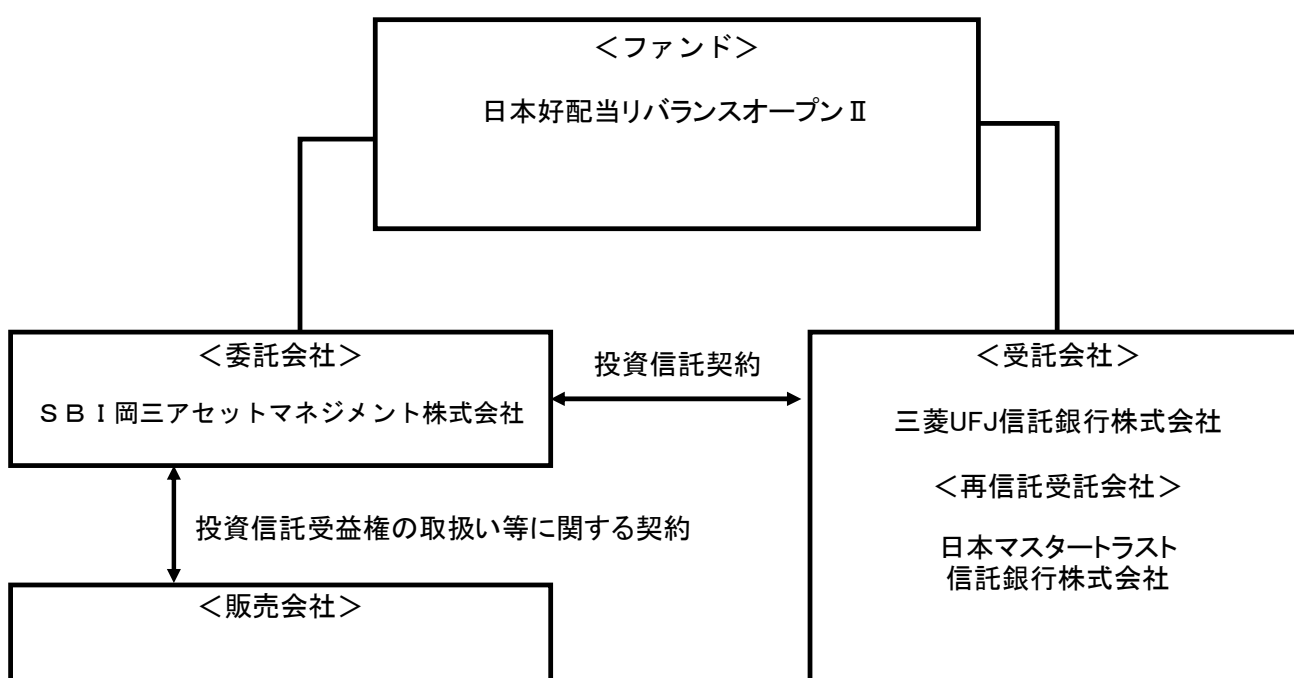 ＜ファンド＞
日本好配当リバランスオープンⅡ
＜委託会社＞
ＳＢＩ岡三アセットマネジメント株式会社
投資信託契約
＜受託会社＞
三菱UFJ信託銀行株式会社
＜再信託受託会社＞
日本マスタートラスト
信託銀行株式会社
投資信託受益権の取扱い等に関する契約
＜販売会社＞